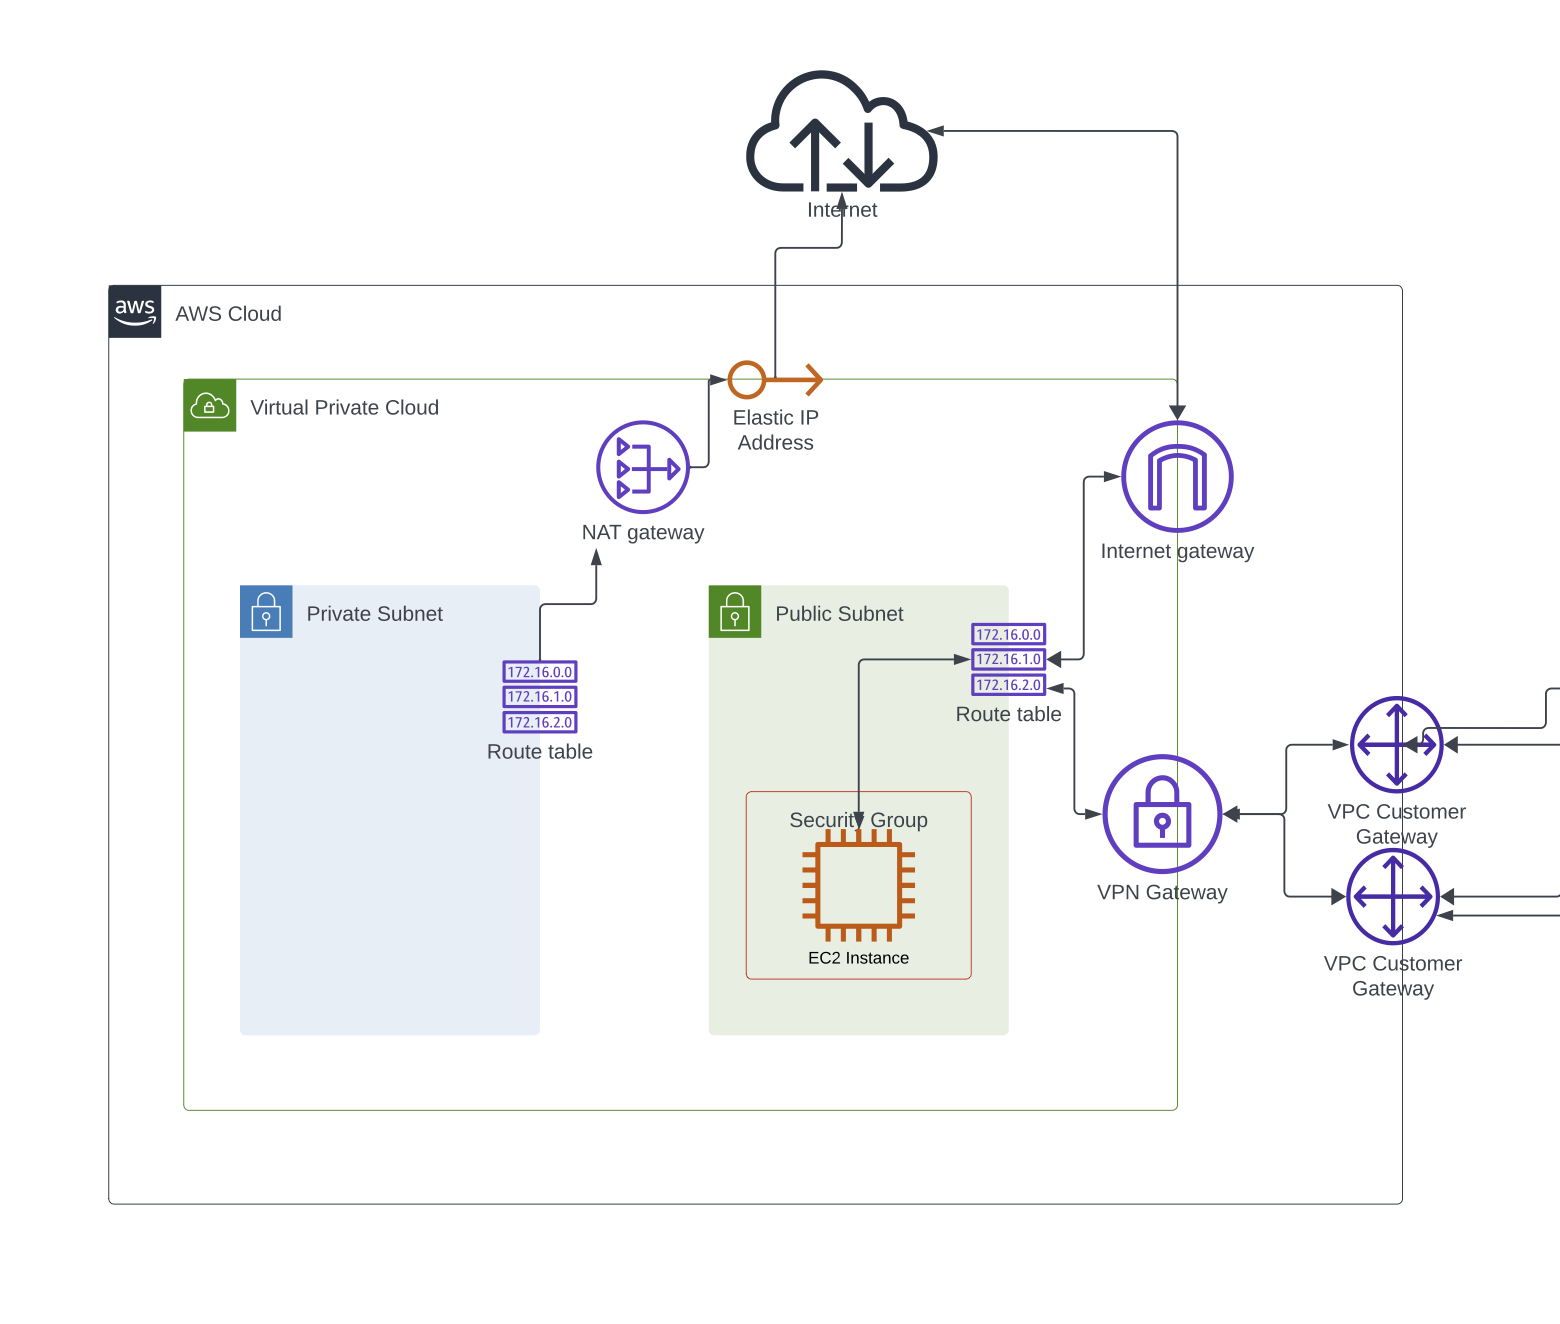 Internet
aws
AWS Cloud
Virtual Private Cloud
Elastic IP
Address
NAT gateway
Internet gateway
Private Subnet
172.16.0.0
172.16.1.0
172.16.2.0
Route table
Public Subnet
172.16.0.0
172.16.1.0
172.16.2.0
Route table
Security Group
EC2 Instance
VPN Gateway
VPC Customer
Gateway
VPC Customer
Gateway